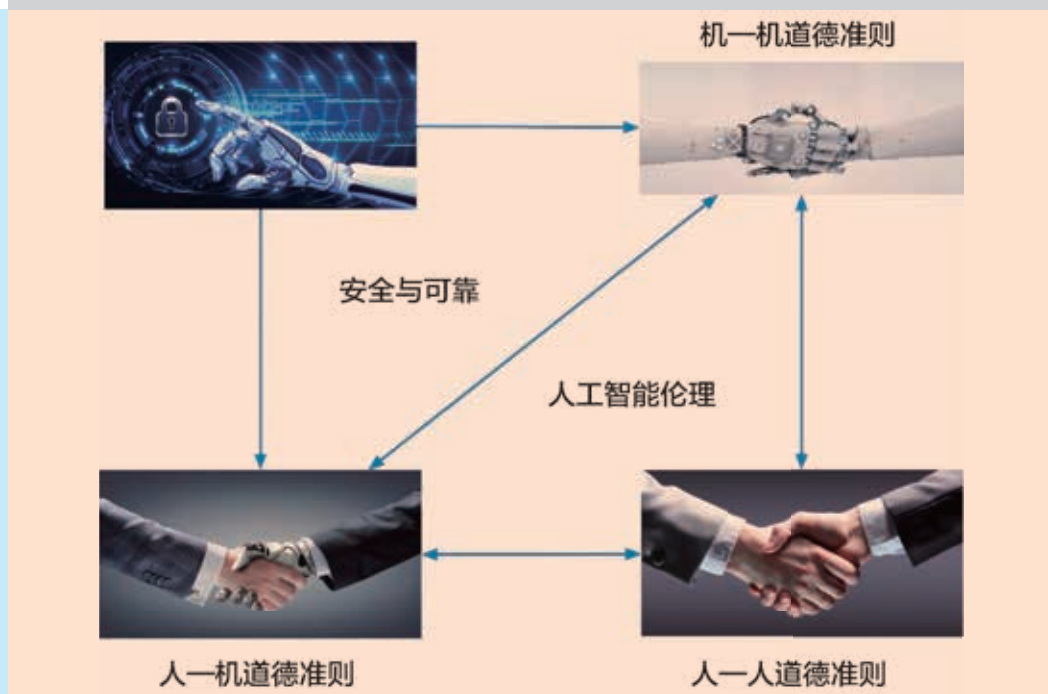 机一机道德准则
安全与可靠
人工智能伦理
人一机道德准则
人一人道德准则